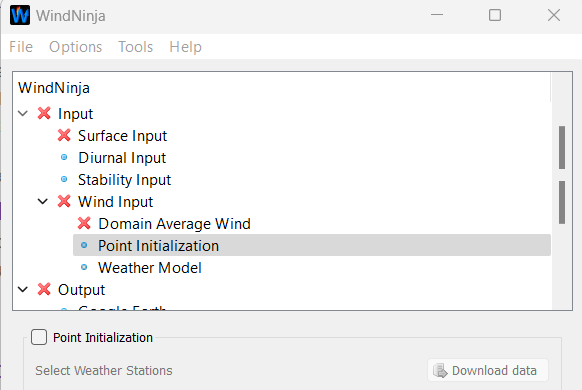 WindNinja
File Options Tools Help
WindNinja
Input
Surface Input
Diurnal Input
Stability Input
Wind Input
Domain Average Wind
Point Initialization
Weather Model
Output
Google Earth
Point Initialization
Select Weather Stations Download data